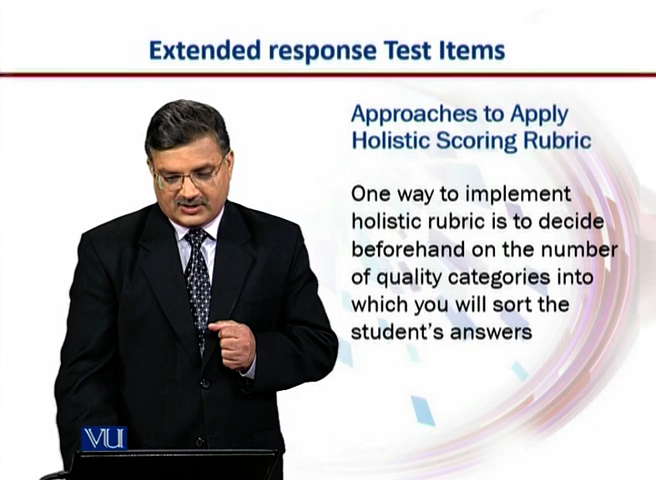 Extended response Test Items
Approaches to Apply
Holistic Scoring Rubric
One way to implement
holistic rubric is to decide
beforehand on the number
of quality categories into
which you will sort the
student's answers
VU